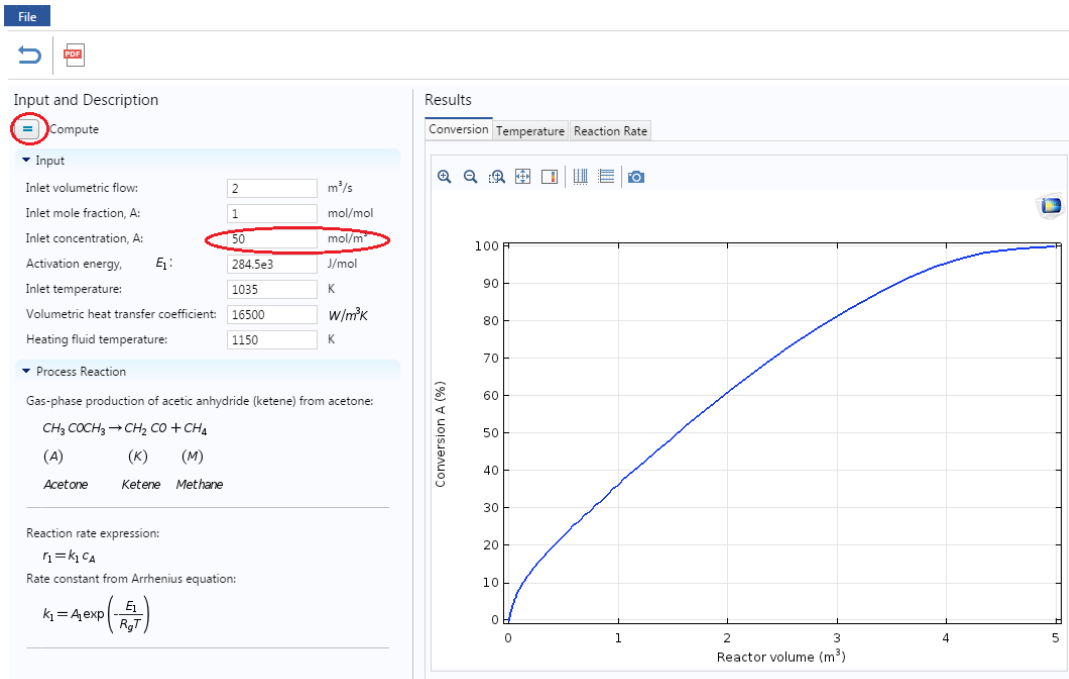 File
PDF
Input and Description
= Compute
Input
Inlet volumetric flow: 2 m³/s
Inlet mole fraction, A: 1 mol/mol
Inlet concentration, A: 50 mol/m³
Activation energy, E₁: 284.5e3 J/mol
Inlet temperature: 1035 K
Volumetric heat transfer coefficient: 16500 W/m³K
Heating fluid temperature: 1150 K
Process Reaction
Gas-phase production of acetic anhydride (ketene) from acetone:
CH₃ COCH₃ → CH₂ CO + CH₄
(A) (K) (M)
Acetone Ketene Methane
Reaction rate expression:
r₁ = k₁ c_A
Rate constant from Arrhenius equation:
k₁ = A₁ exp(-E₁/R_gT)
Results
Conversion Temperature Reaction Rate
Conversion A (%)
100
90
80
70
60
50
40
30
20
10
0
0 1 2 3 4 5
Reactor volume (m³)